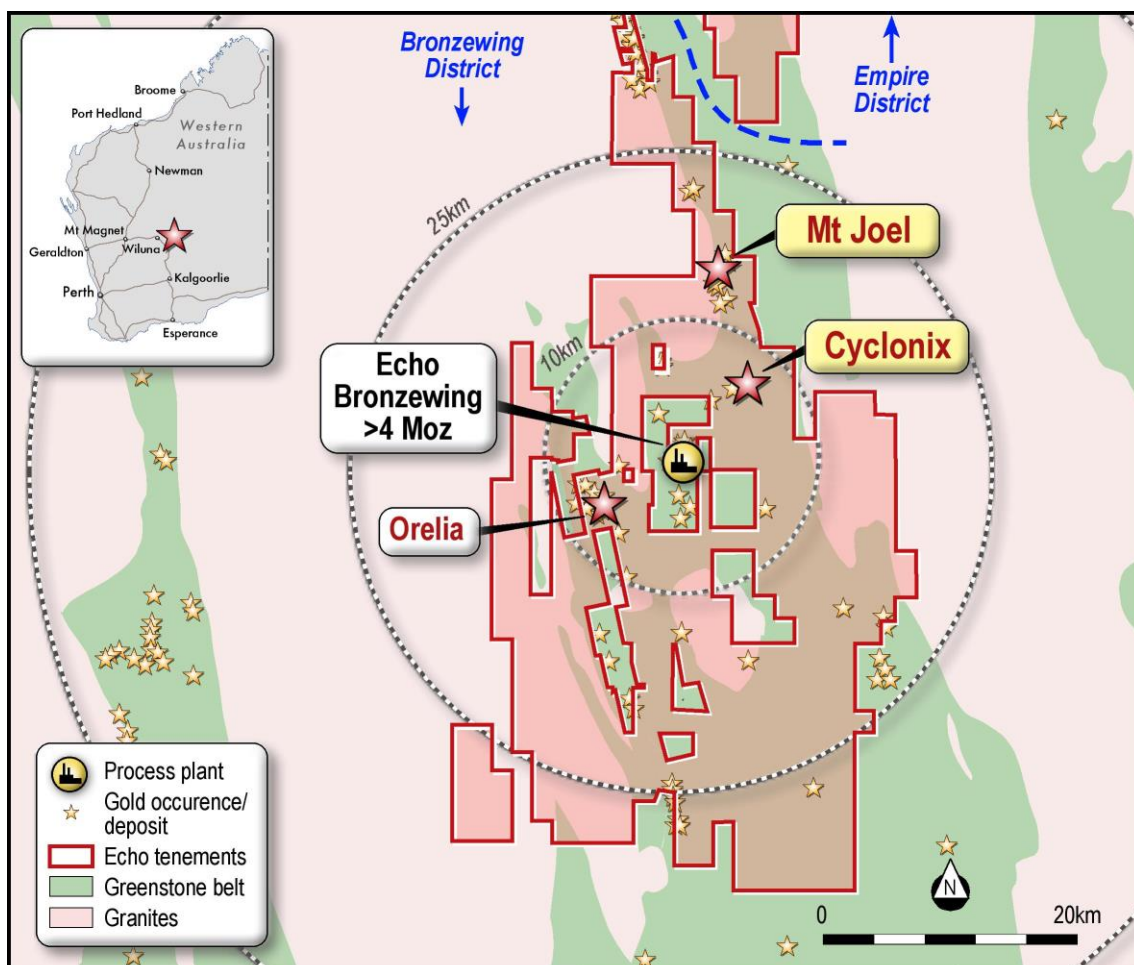 Broome
Port Hedland
Western
Australia
Newman
Mt Magnet
Geraldton
Wiluna
Kalgoorlie
Perth
Esperance
Bronzewing
District
Empire
District
25km
Mt Joel
10km
Cyclonix
Echo
Bronzewing
>4 Moz
Orelia
Process plant
Gold occurence/
deposit
Echo tenements
Greenstone belt
Granites
N
0 20km